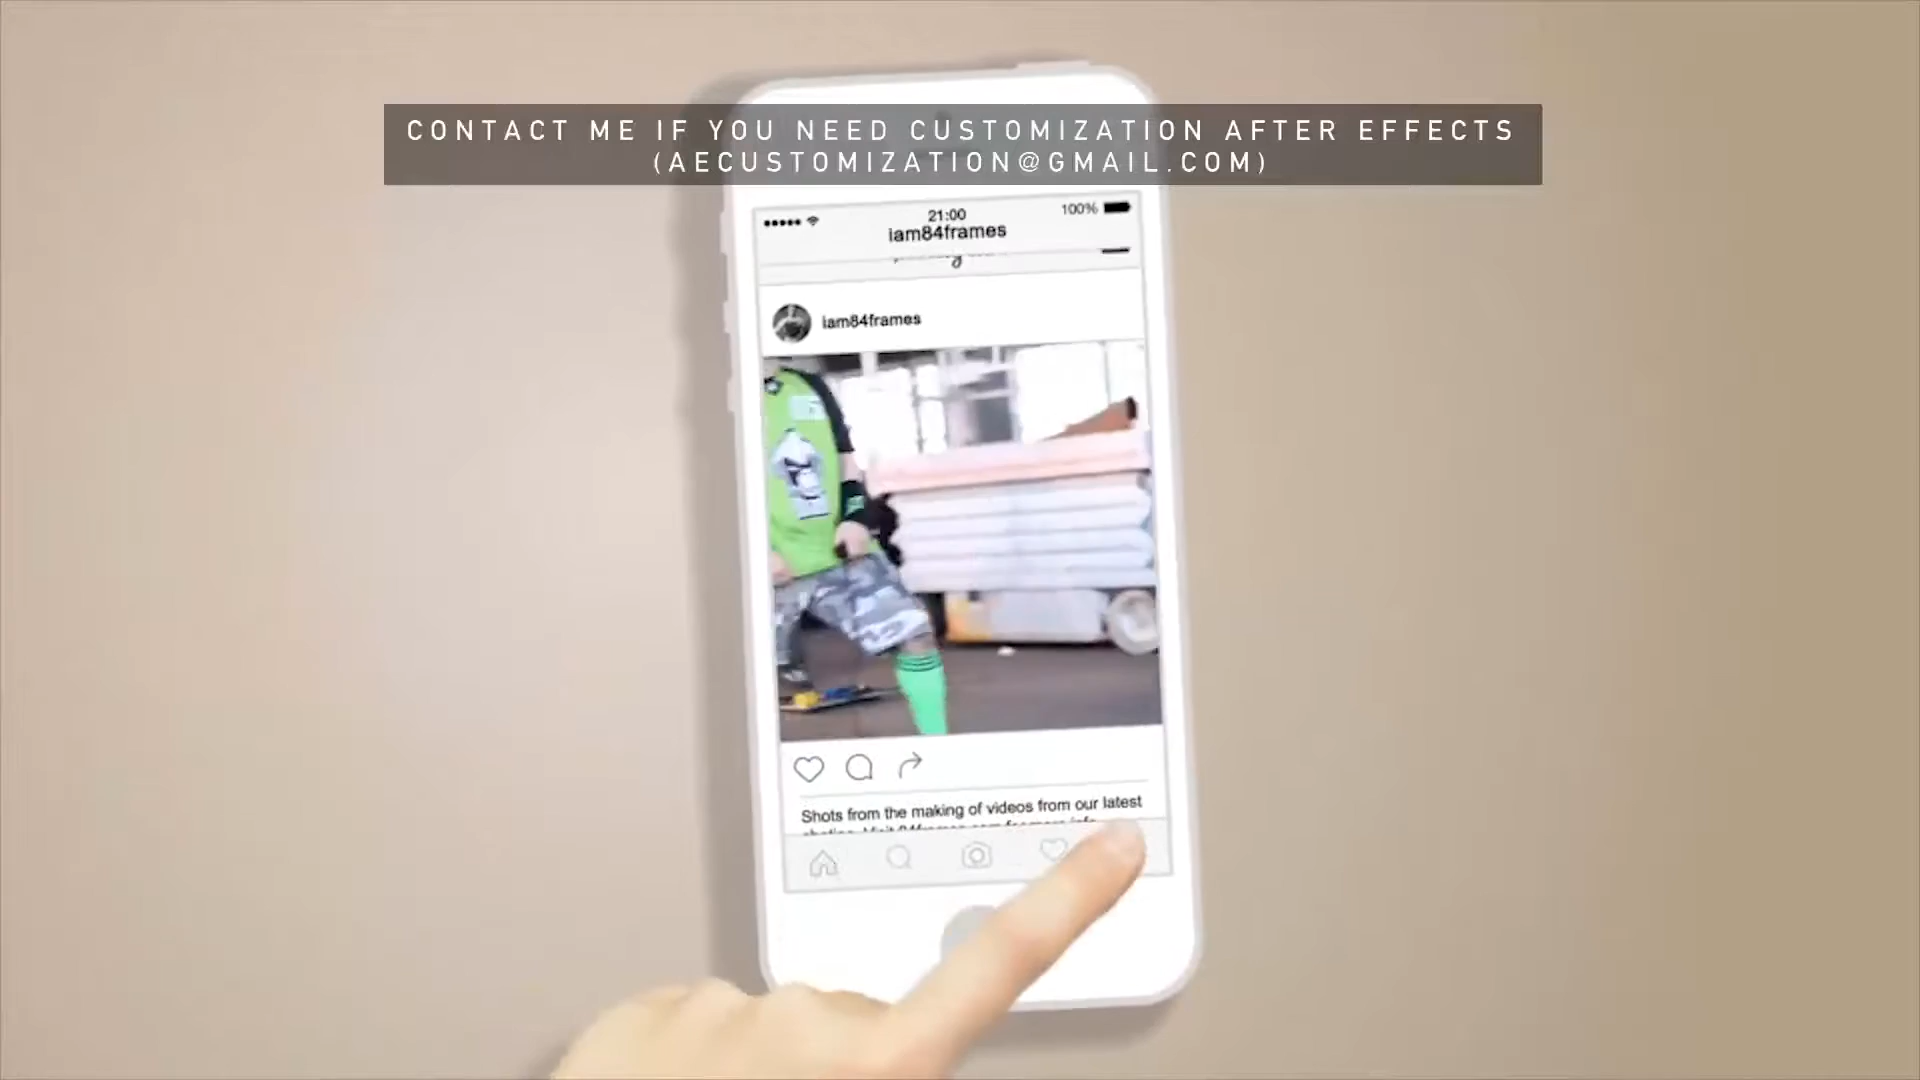 CONTACT ME IF YOU NEED CUSTOMIZATION AFTER EFFECTS
(AECUSTOMIZATION@GMAIL.COM)
21:00
100%
iam84frames
iam84frames
Shots from the making of videos from our latest